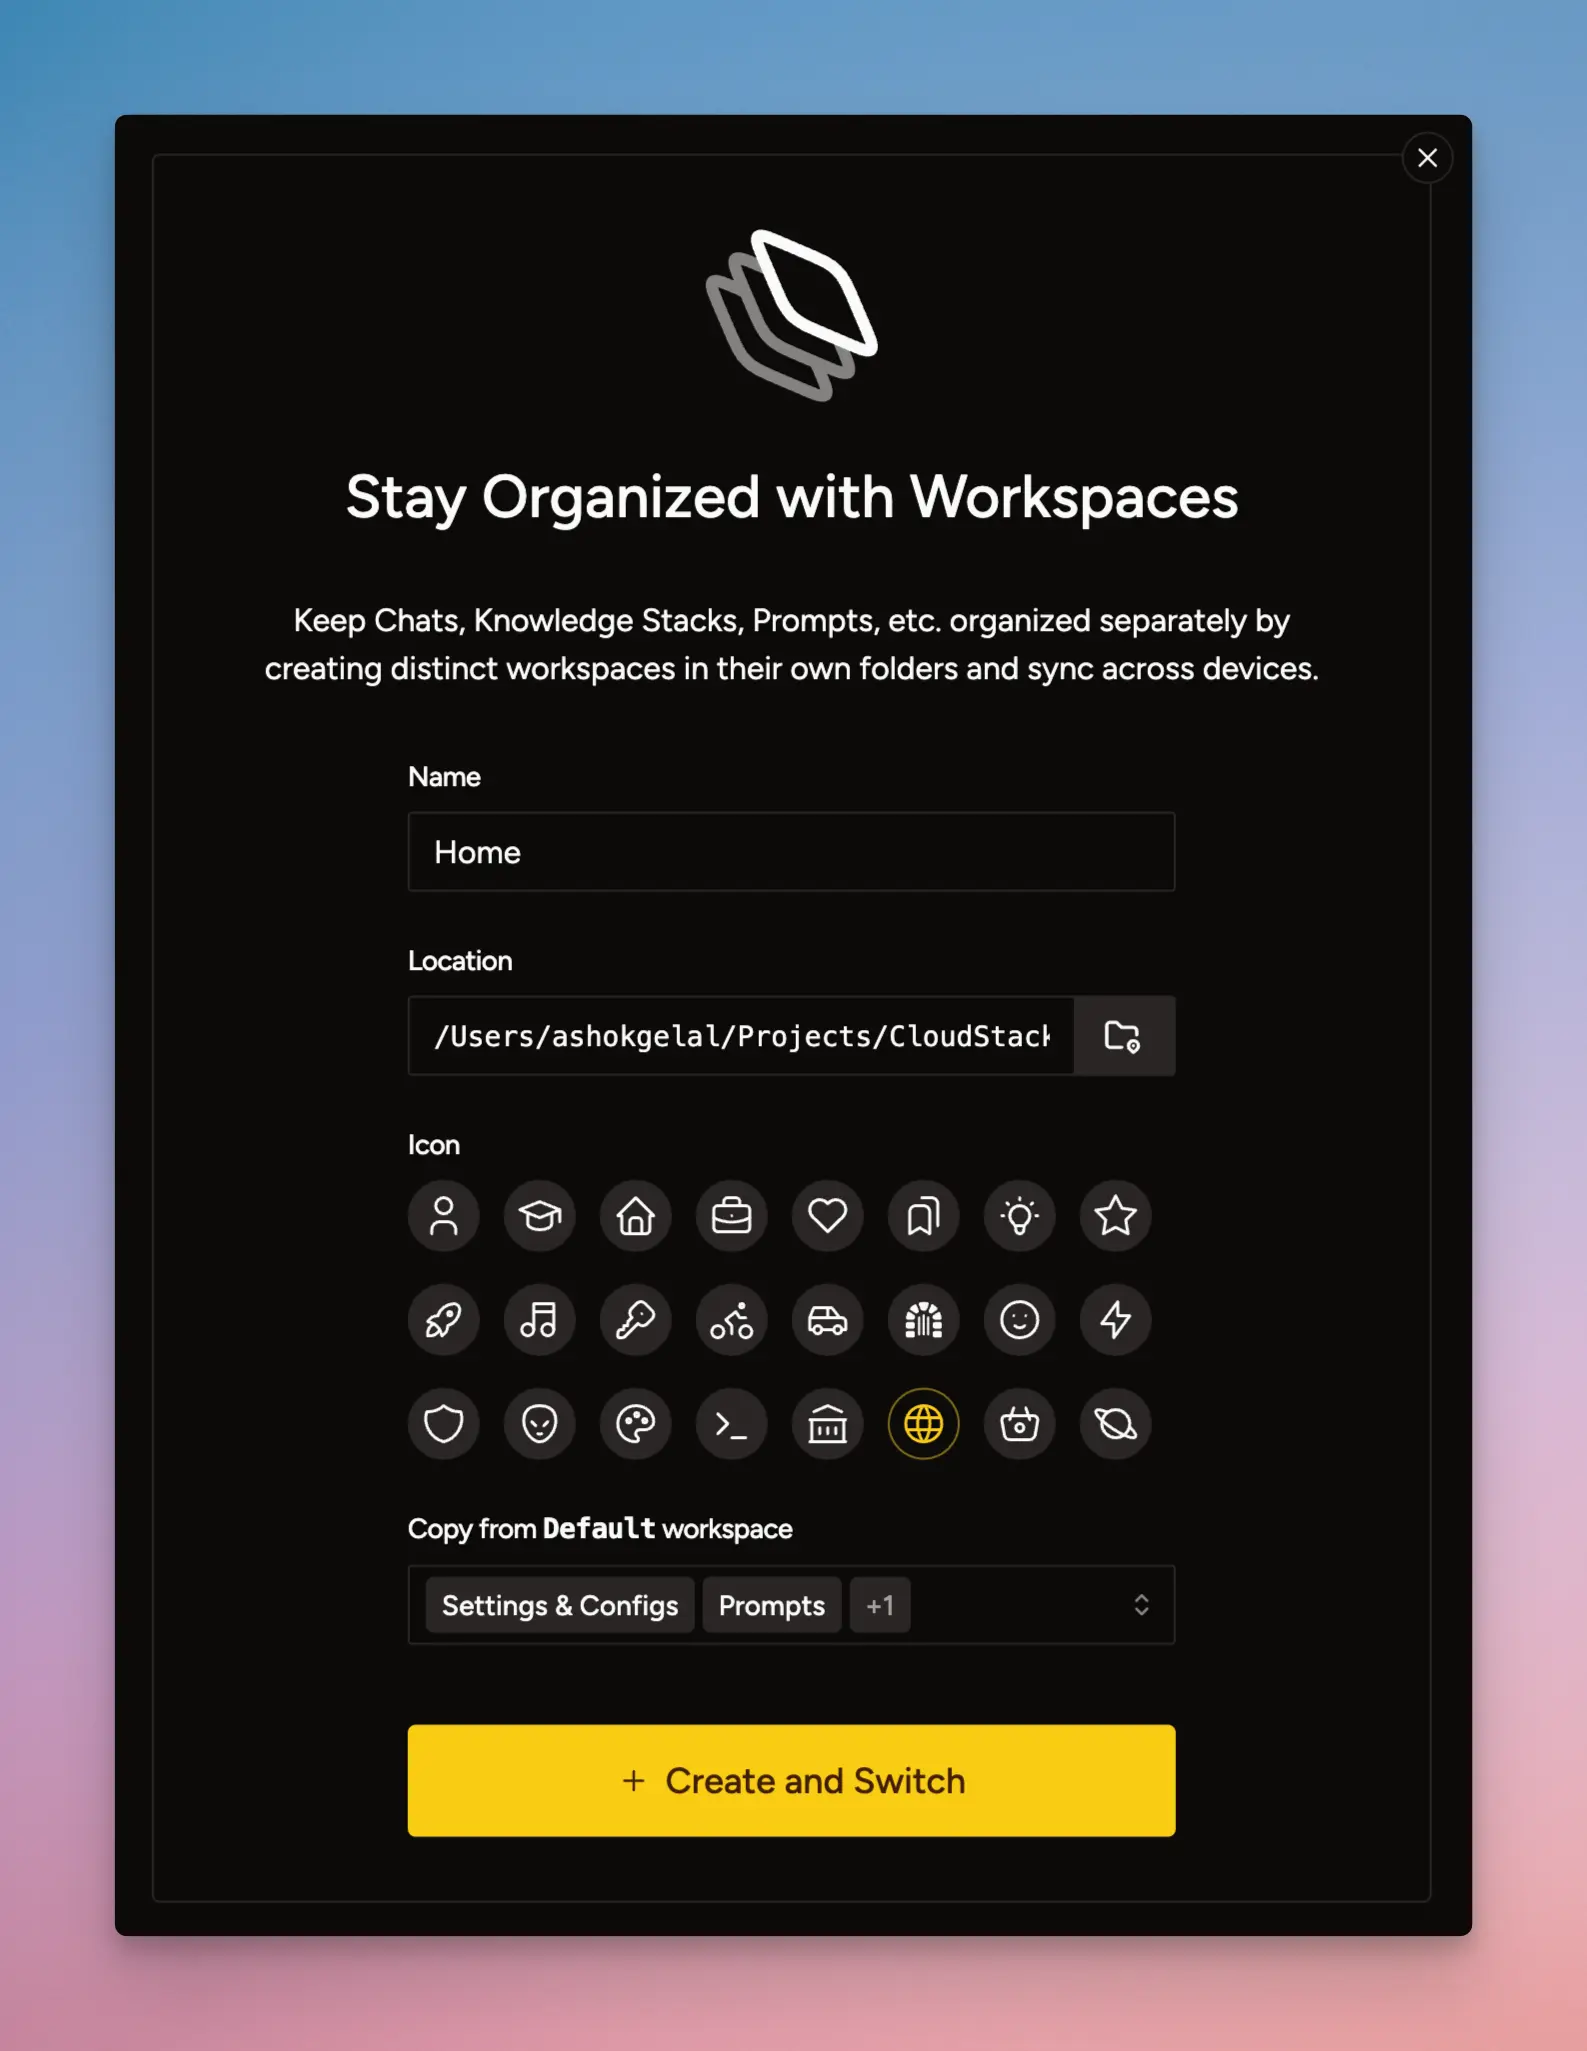 Stay Organized with Workspaces
Keep Chats, Knowledge Stacks, Prompts, etc. organized separately by
creating distinct workspaces in their own folders and sync across devices.
Name
Home
Location
/Users/ashokgelal/Projects/CloudStack
Icon
Copy from Default workspace
Settings & Configs Prompts +1
+ Create and Switch